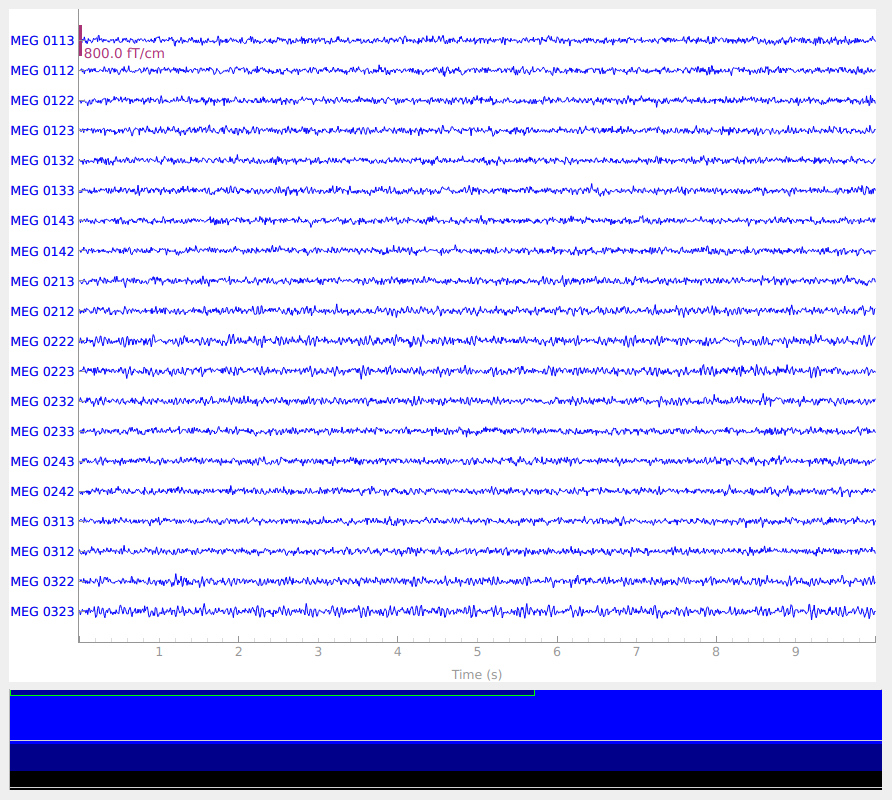 MEG 0113
800.0 fT/cm
MEG 0112
MEG 0122
MEG 0123
MEG 0132
MEG 0133
MEG 0143
MEG 0142
MEG 0213
MEG 0212
MEG 0222
MEG 0223
MEG 0232
MEG 0233
MEG 0243
MEG 0242
MEG 0313
MEG 0312
MEG 0322
MEG 0323
1 2 3 4 5 6 7 8 9
Time (s)